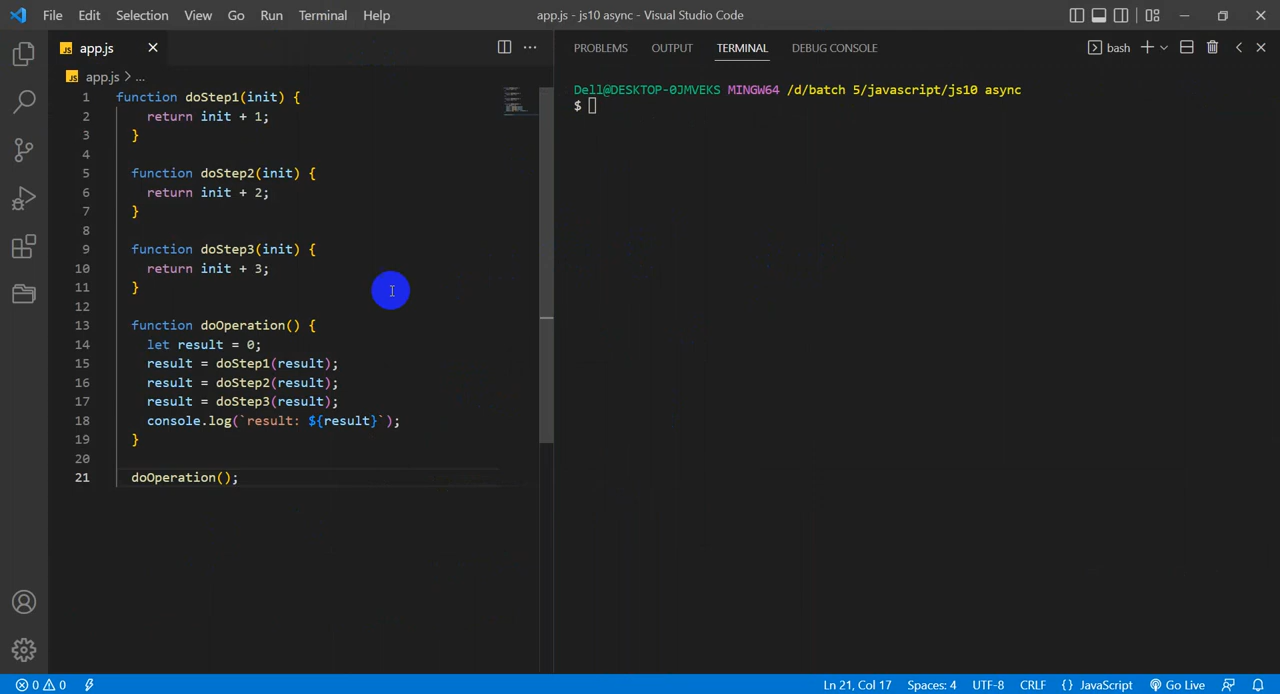 File Edit Selection View Go Run Terminal Help app.js - js10 async - Visual Studio Code
JS app.js
JS app.js > ...
1 function doStep1(init) {
2 return init + 1;
3 }
4
5 function doStep2(init) {
6 return init + 2;
7 }
8
9 function doStep3(init) {
10 return init + 3;
11 }
12
13 function doOperation() {
14 let result = 0;
15 result = doStep1(result);
16 result = doStep2(result);
17 result = doStep3(result);
18 console.log(`result: ${result}`);
19 }
20
21 doOperation();
PROBLEMS OUTPUT TERMINAL DEBUG CONSOLE bash
Dell@DESKTOP-0JMVEKS MINGW64 /d/batch 5/javascript/js10 async
$
0 0 Ln 21, Col 17 Spaces: 4 UTF-8 CRLF {} JavaScript Go Live